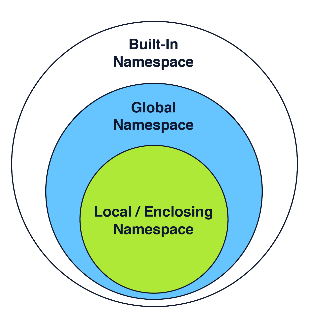 Built-In
Namespace
Global
Namespace
Local / Enclosing
Namespace